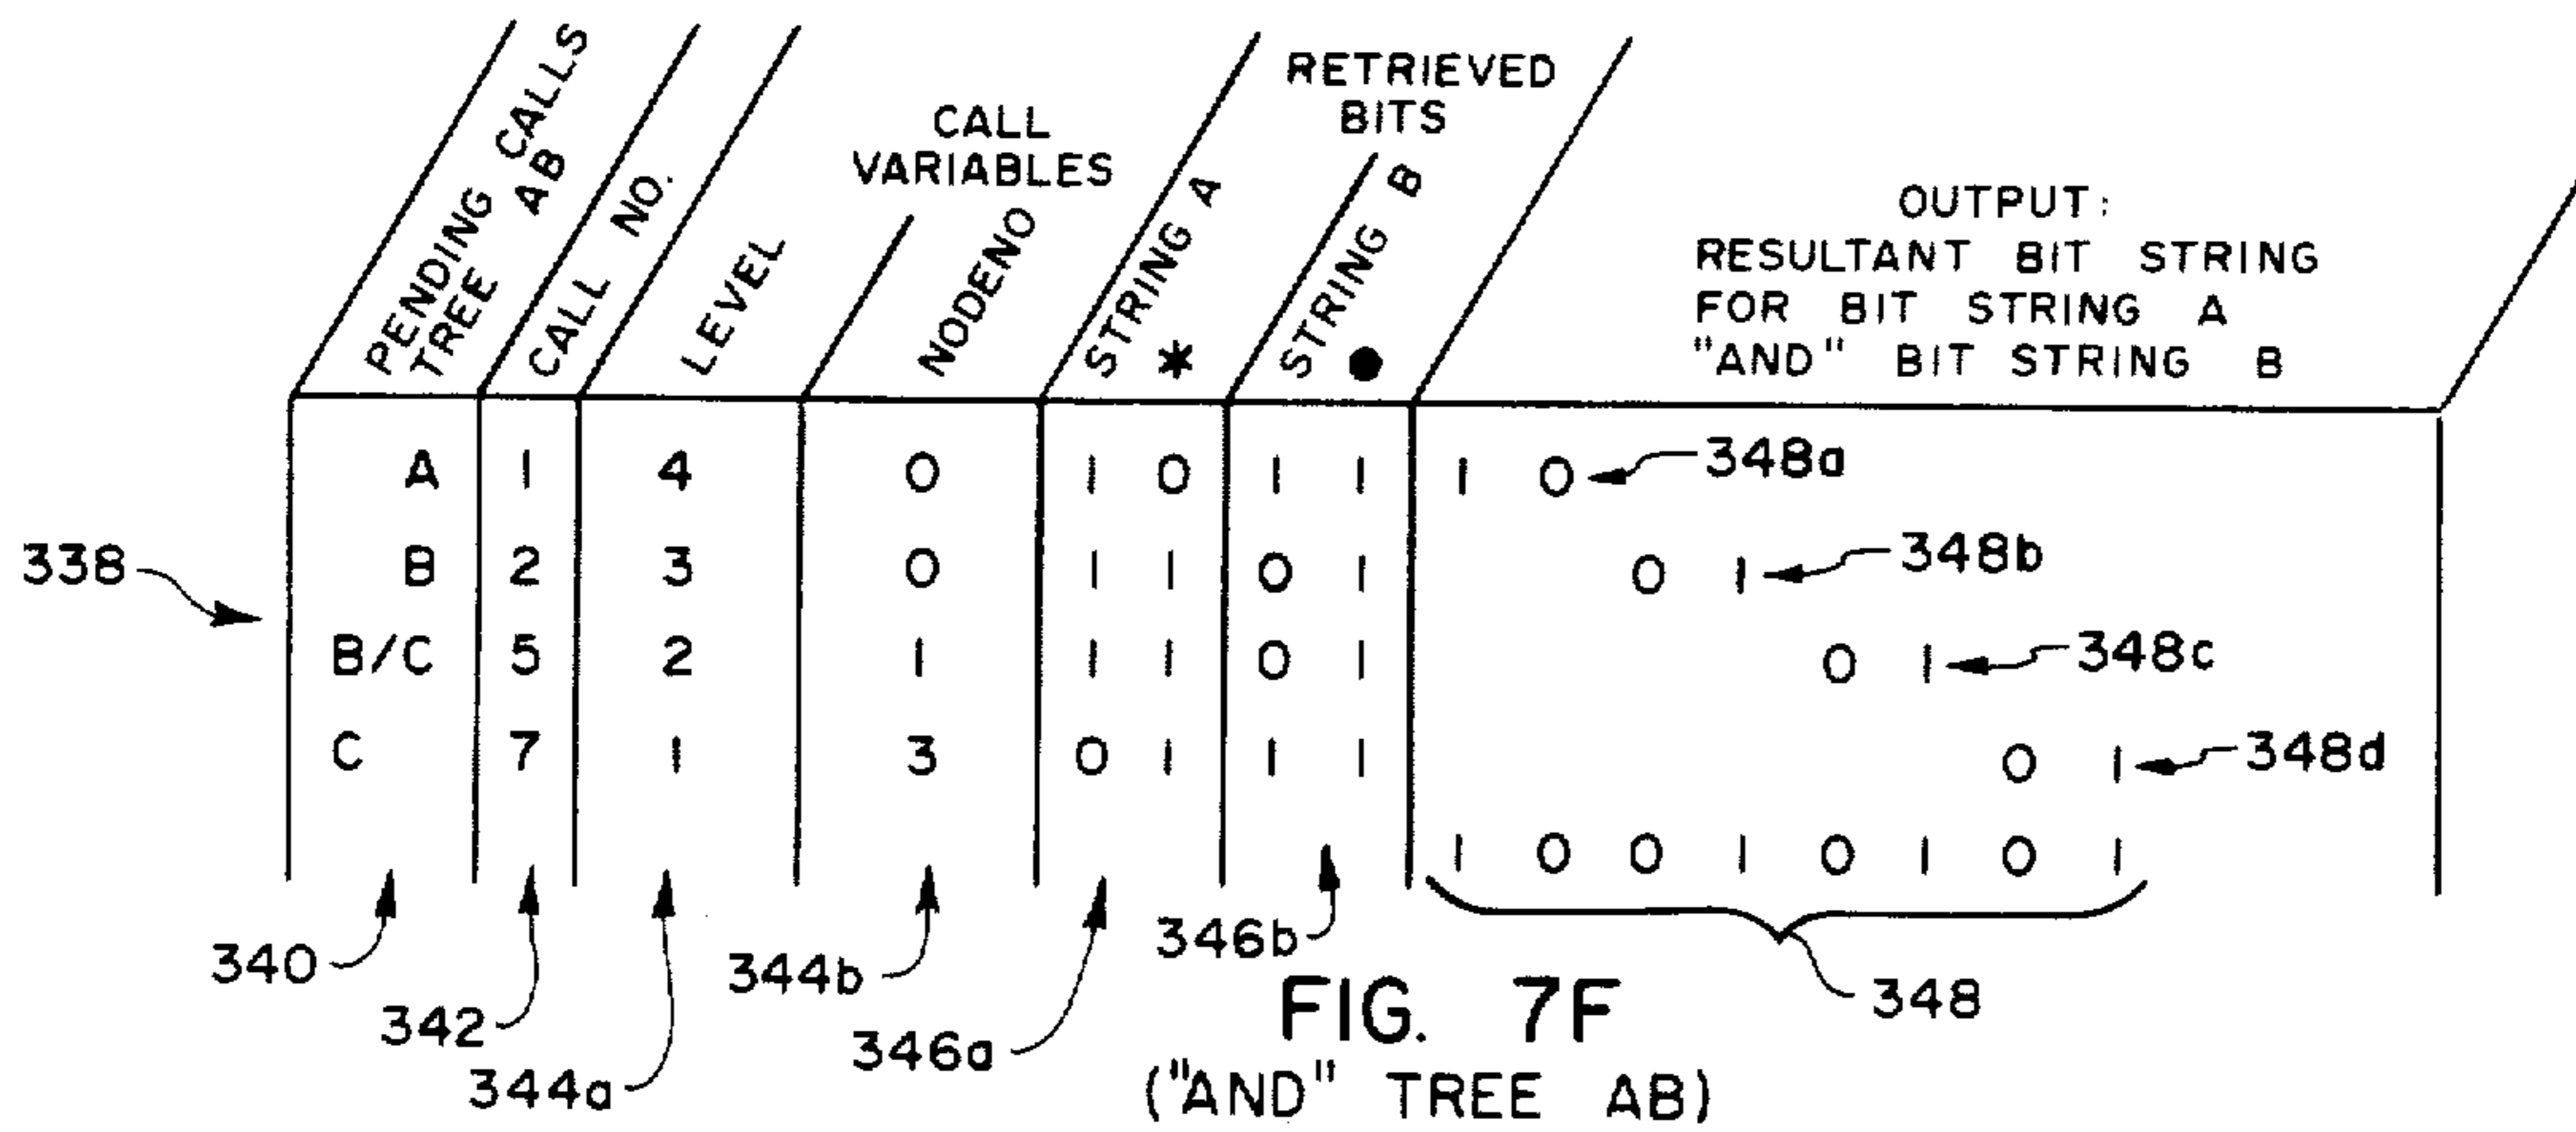 PENDING CALLS
TREE AB
CALL NO.
LEVEL
CALL
VARIABLES
NODENO
STRING A
*
RETRIEVED
BITS
STRING B
●
OUTPUT:
RESULTANT BIT STRING
FOR BIT STRING A
"AND" BIT STRING B
A 1 4 0 1 0 1 1 1 0 348a
B 2 3 0 1 1 0 1 0 1 348b
338
B/C 5 2 1 1 1 0 1 0 1 348c
C 7 1 3 0 1 1 1 0 1 348d
1 0 0 1 0 1 0 1
340
342
344a
344b
346a
346b
348
FIG. 7F
("AND" TREE AB)